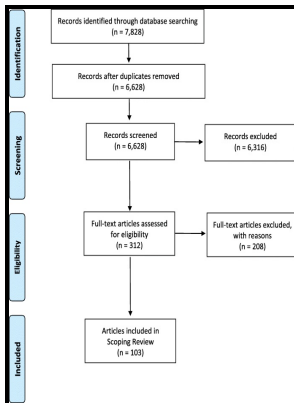 Identification
Records identified through database searching
(n = 7,828)
Records after duplicates removed
(n = 6,628)
Screening
Records screened
(n = 6,628)
Records excluded
(n = 6,316)
Eligibility
Full-text articles assessed
for eligibility
(n = 312)
Full-text articles excluded,
with reasons
(n = 208)
Included
Articles included in
Scoping Review
(n = 103)